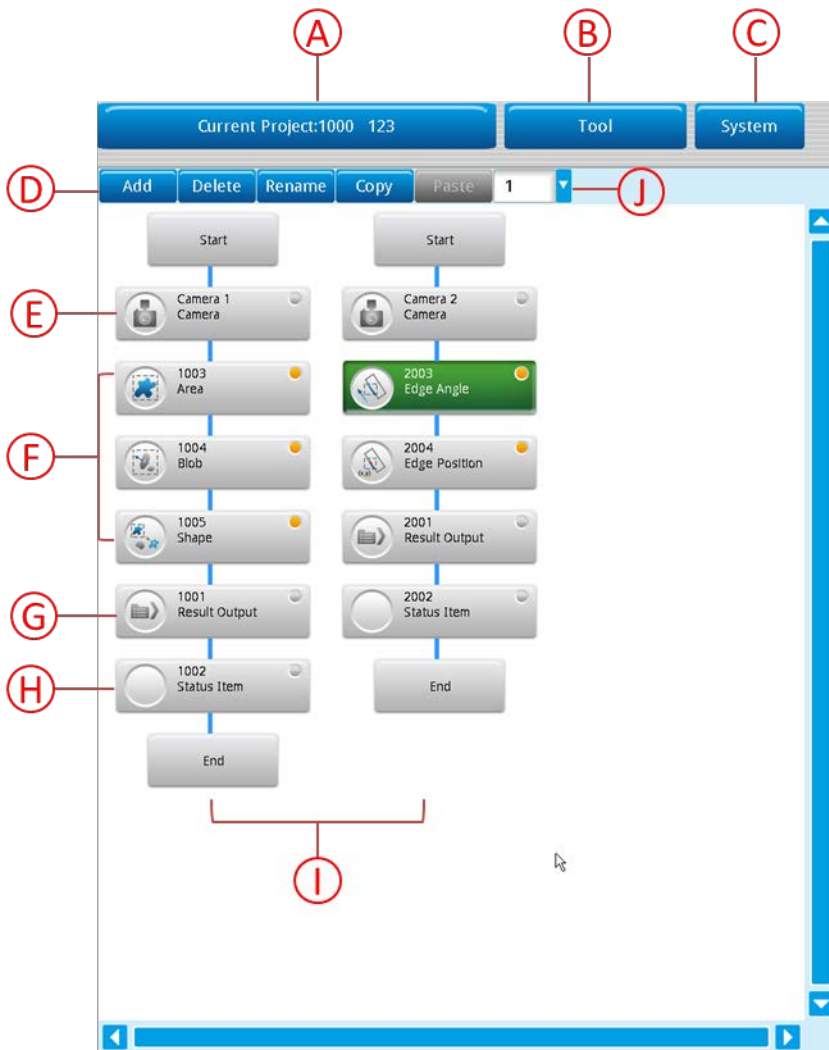 A
B
C
Current Project:1000 123
Tool
System
D
Add
Delete
Rename
Copy
Paste
1
J
Start
Start
E
Camera 1
Camera
Camera 2
Camera
F
1003
Area
2003
Edge Angle
1004
Blob
2004
Edge Position
1005
Shape
2001
Result Output
G
1001
Result Output
2002
Status Item
H
1002
Status Item
End
End
I